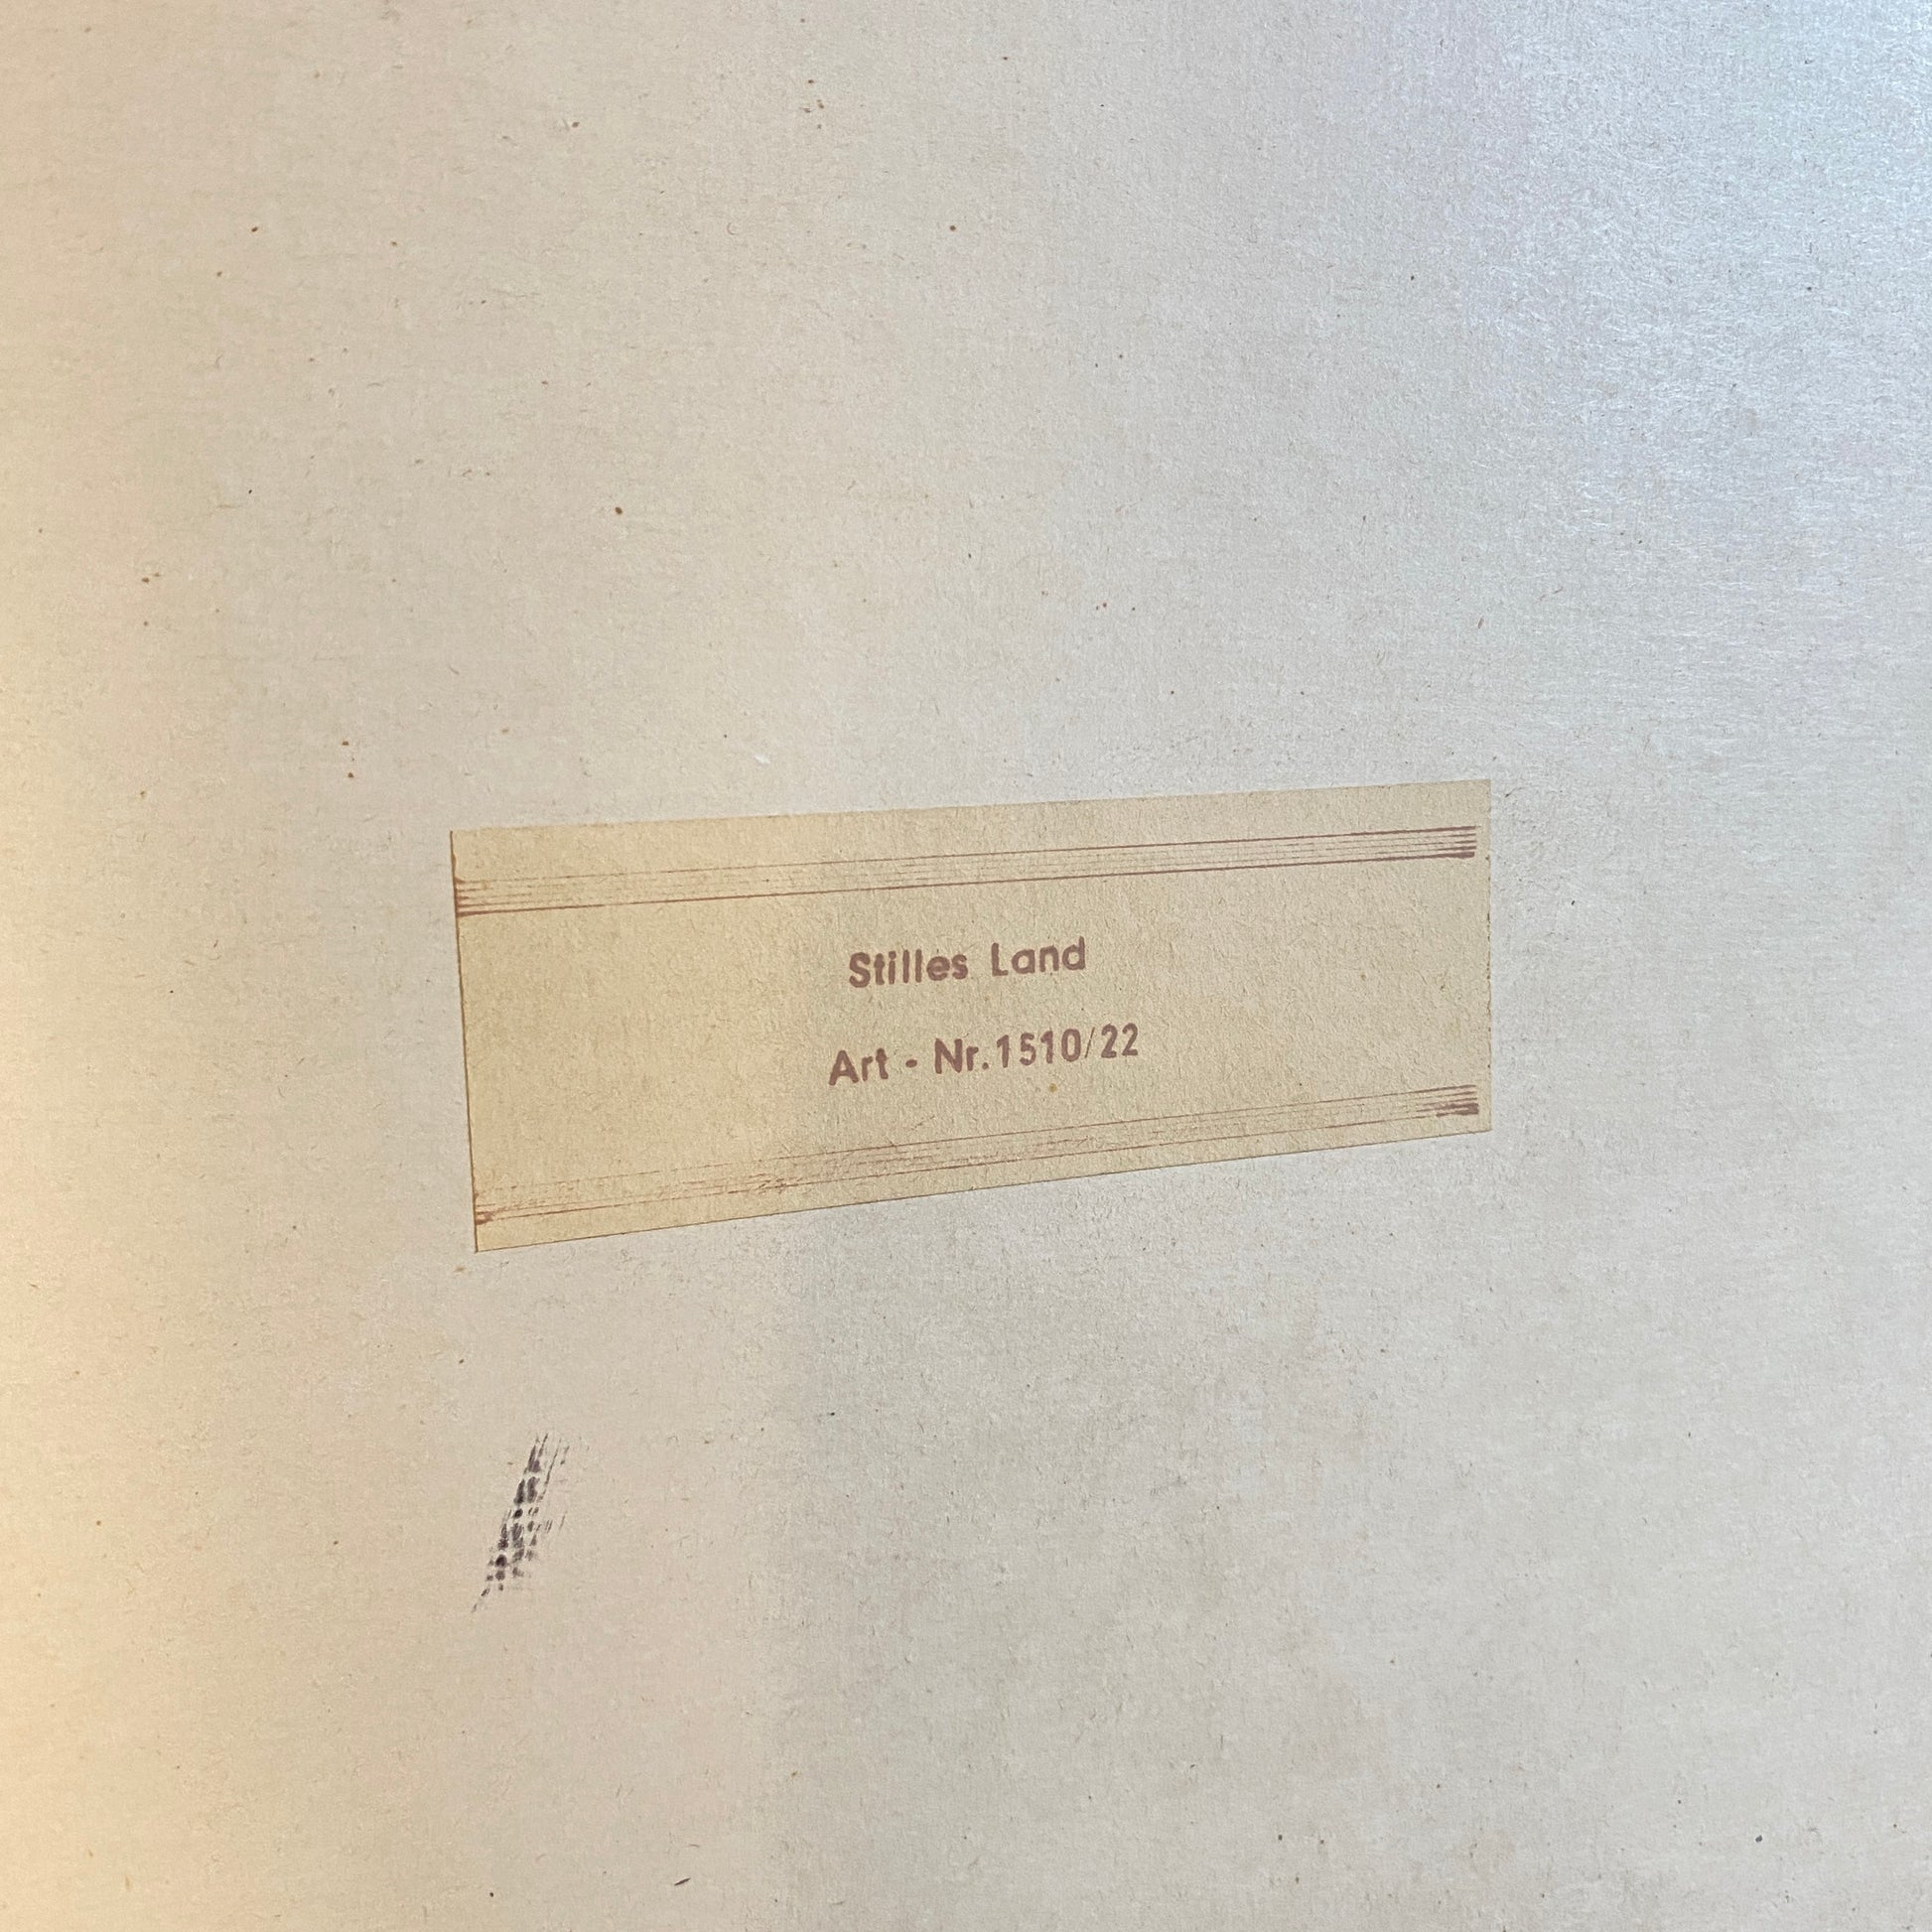 Stilles Land
Art - Nr. 1510/22